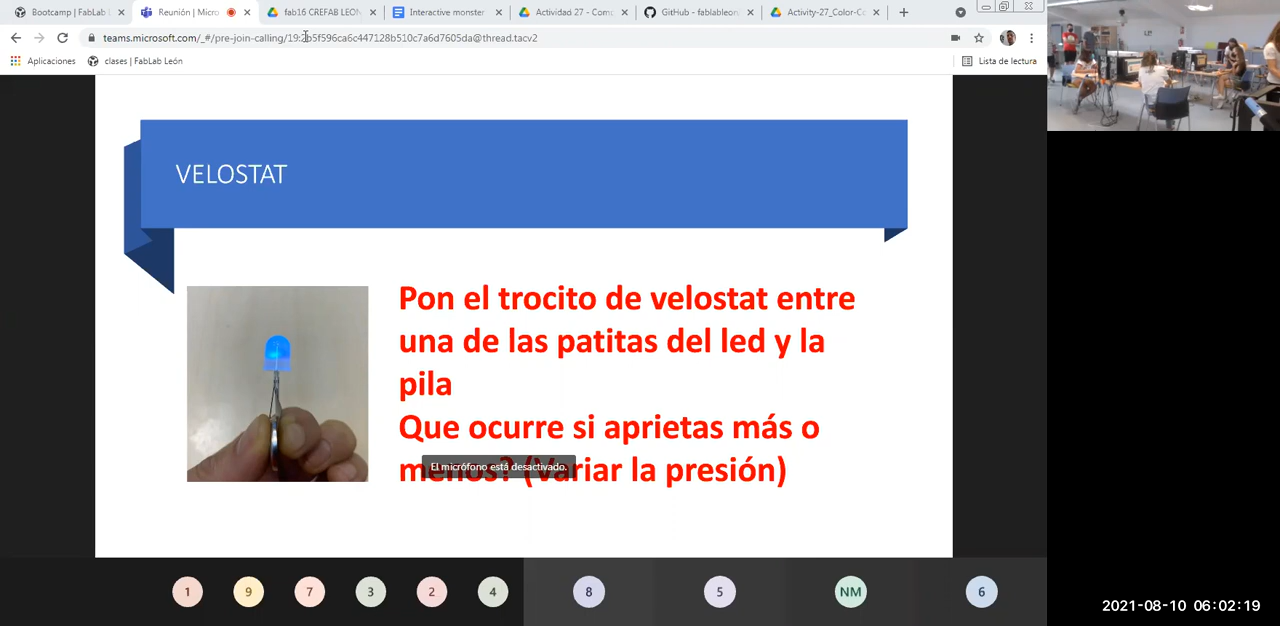 Bootcamp | FabLab
Reunión | Micro
fab16 CREFAB LEON
Interactive monster
Actividad 27 - Com
GitHub - fablableon
Activity-27_Color-Co
teams.microsoft.com/_#/pre-join-calling/19:
b5f596ca6c447128b510c7a6d7605da@thread.tacv2
Aplicaciones
clases | FabLab León
Lista de lectura
VELOSTAT
Pon el trocito de velostat entre
una de las patitas del led y la
pila
Que ocurre si aprietas más o
menos? (Variar la presión)
El micrófono está desactivado.
1 9 7 3 2 4 8 5 NM 6
2021-08-10 06:02:19